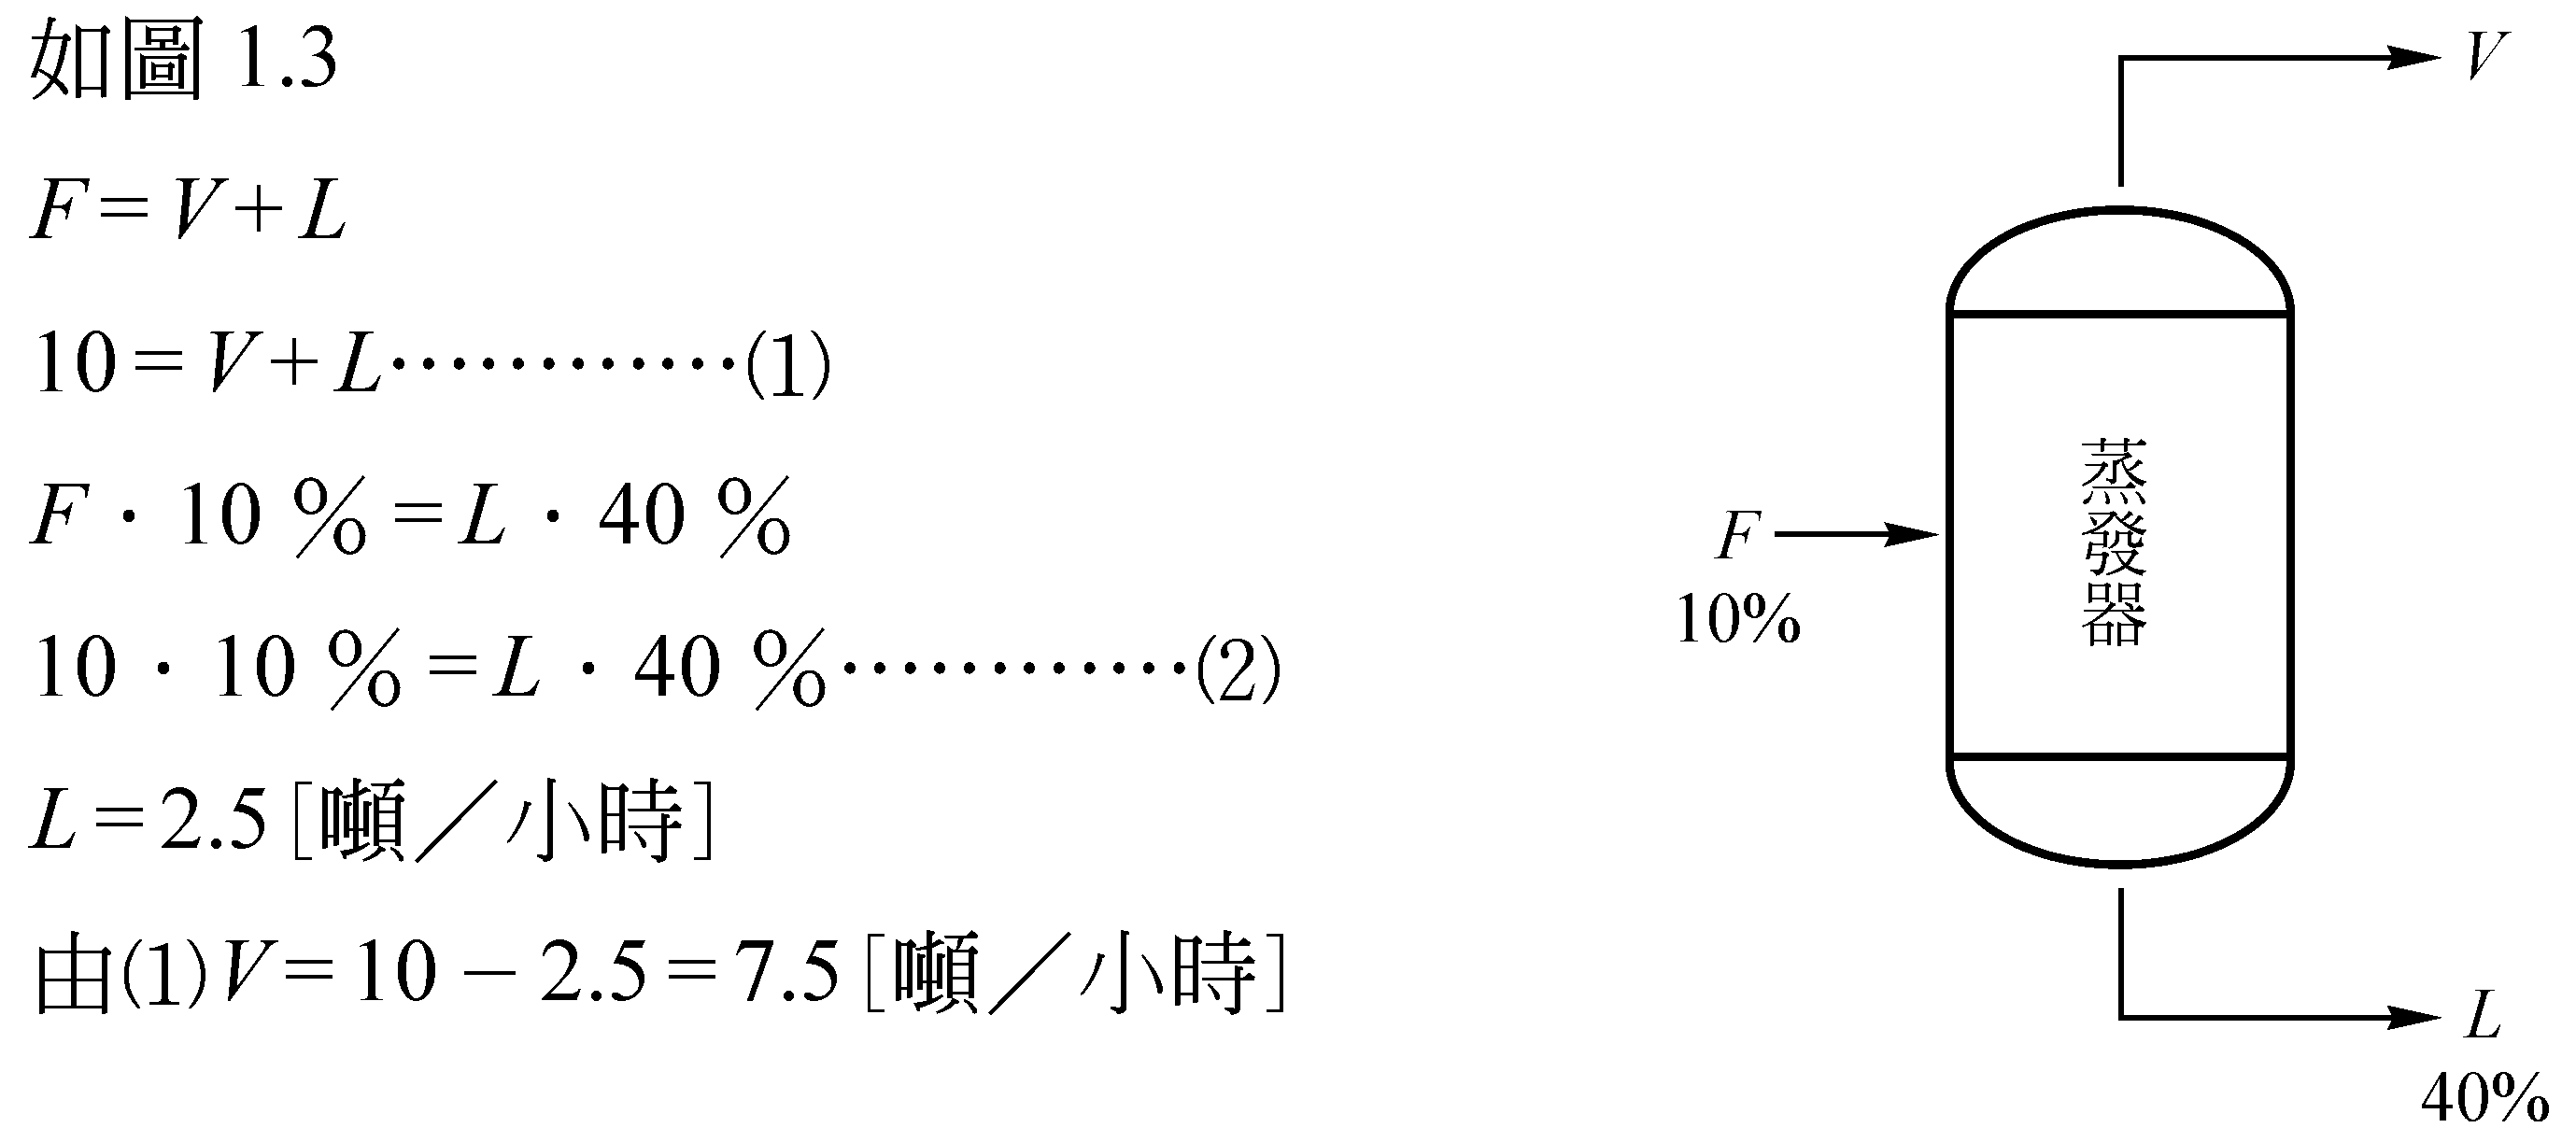 如圖 1.3
F = V + L
10 = V + L············(1)
F · 10 % = L · 40 %
10 · 10 % = L · 40 %············(2)
L = 2.5 [噸／小時]
由(1) V = 10 − 2.5 = 7.5 [噸／小時]
V
蒸發器
F
10%
L
40%